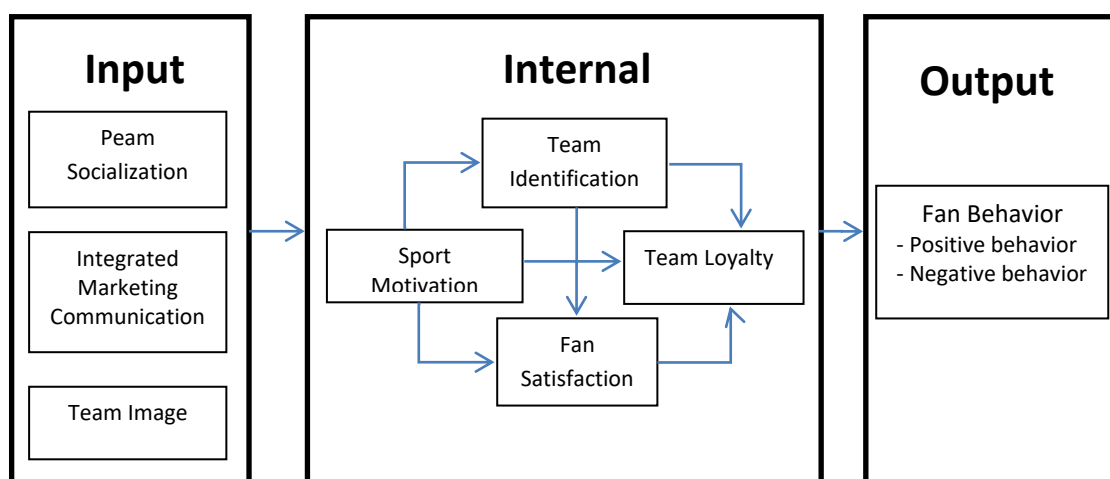 Input
Peam
Socialization
Integrated
Marketing
Communication
Team Image
Internal
Team
Identification
Sport
Motivation
Team Loyalty
Fan
Satisfaction
Output
Fan Behavior
- Positive behavior
- Negative behavior